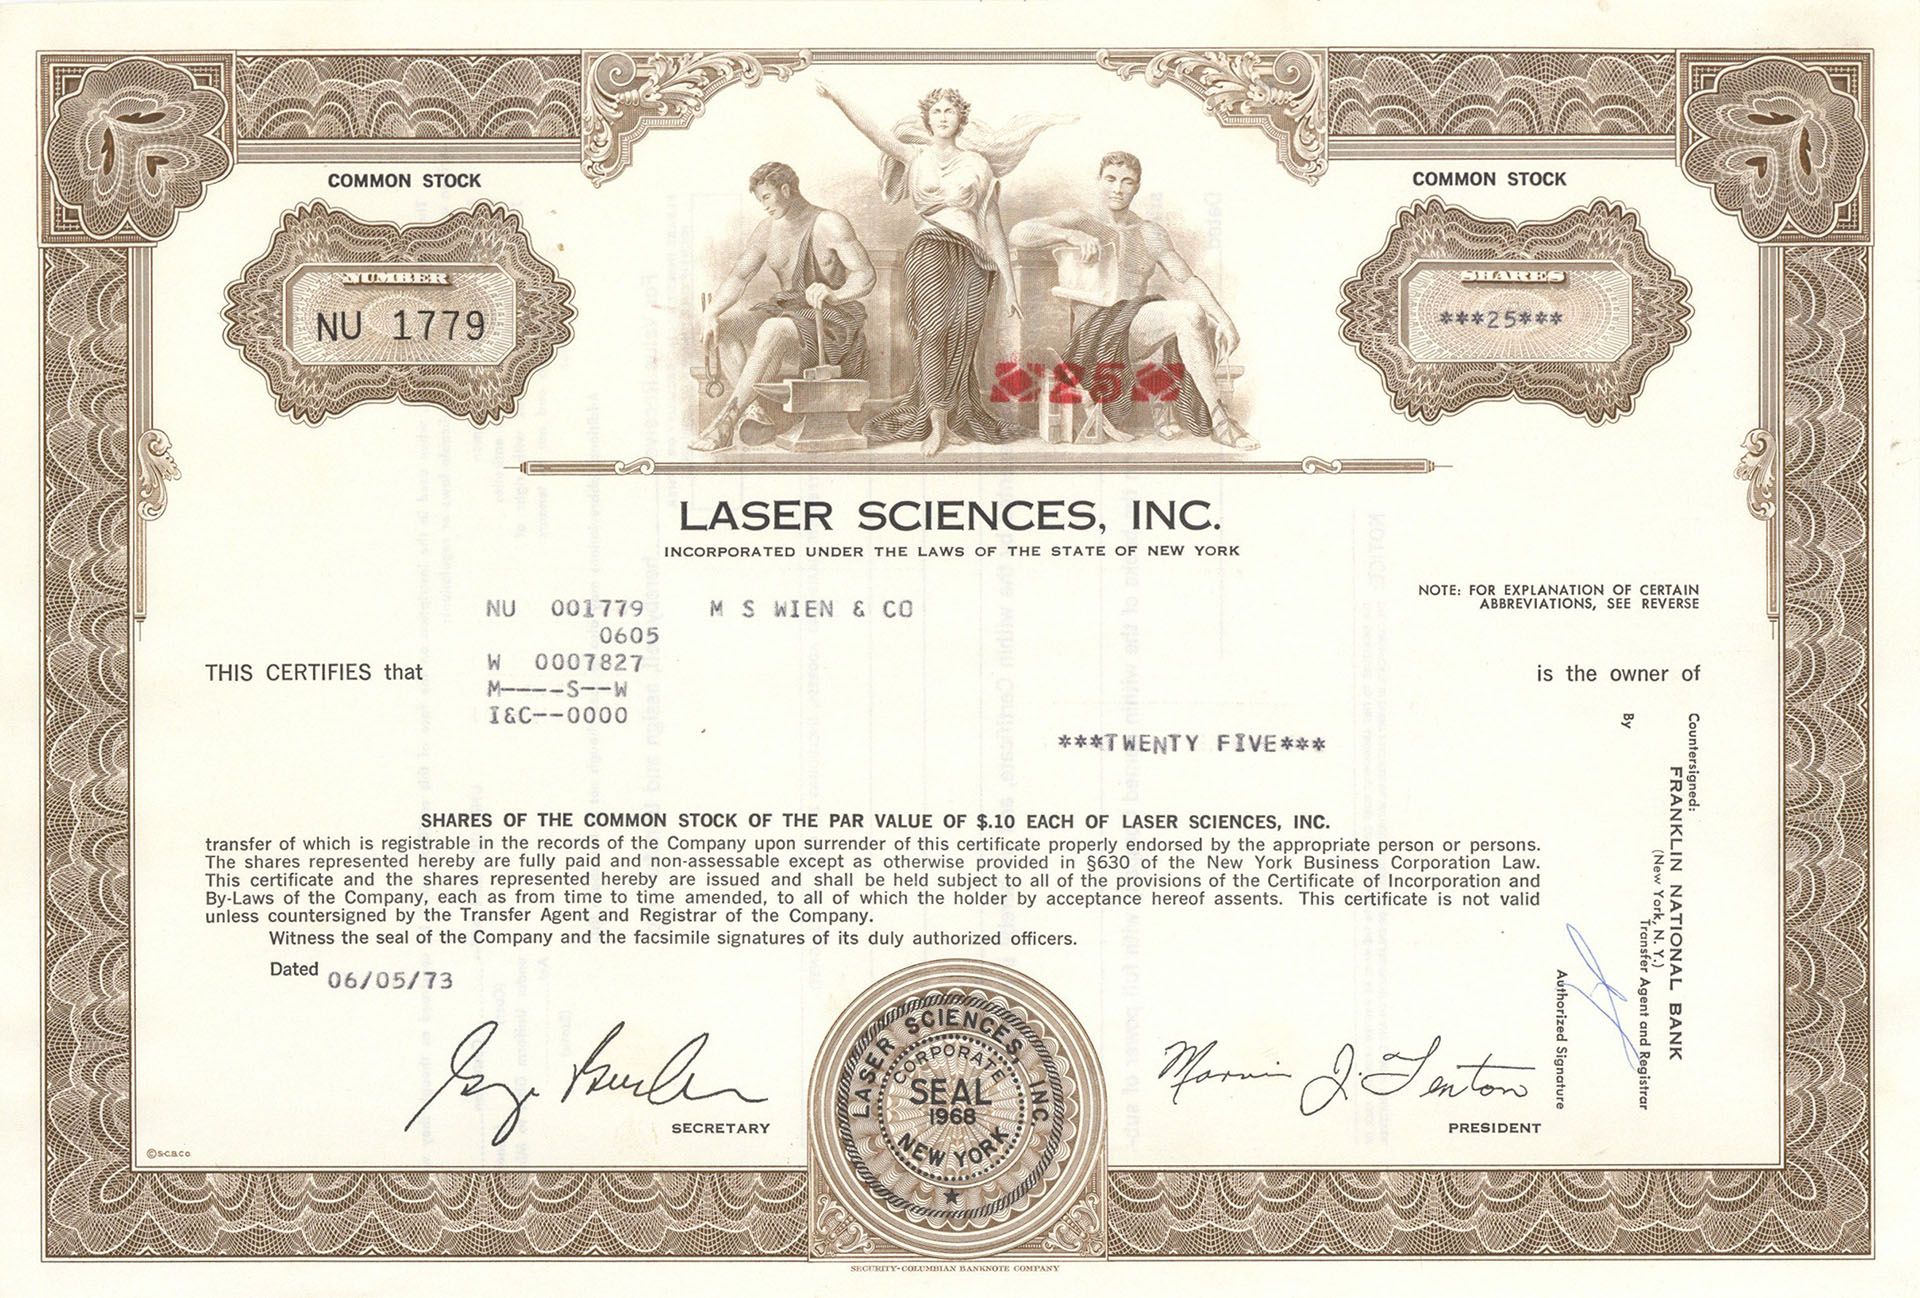 COMMON STOCK
COMMON STOCK
NUMBER
NU 1779
SHARES
***25***
25
LASER SCIENCES, INC.
INCORPORATED UNDER THE LAWS OF THE STATE OF NEW YORK
NOTE: FOR EXPLANATION OF CERTAIN
ABBREVIATIONS, SEE REVERSE
NU 001779 M S WIEN & CO
0605
W 0007827
M----S--W
I&C--0000
THIS CERTIFIES that
is the owner of
***TWENTY FIVE***
SHARES OF THE COMMON STOCK OF THE PAR VALUE OF $.10 EACH OF LASER SCIENCES, INC.
transfer of which is registrable in the records of the Company upon surrender of this certificate properly endorsed by the appropriate person or persons.
The shares represented hereby are fully paid and non-assessable except as otherwise provided in §630 of the New York Business Corporation Law.
This certificate and the shares represented hereby are issued and shall be held subject to all of the provisions of the Certificate of Incorporation and
By-Laws of the Company, each as from time to time amended, to all of which the holder by acceptance hereof assents. This certificate is not valid
unless countersigned by the Transfer Agent and Registrar of the Company.
Witness the seal of the Company and the facsimile signatures of its duly authorized officers.
Dated 06/05/73
Countersigned:
FRANKLIN NATIONAL BANK
(New York, N. Y.)
Transfer Agent and Registrar
By
Authorized Signature
George
SECRETARY
LASER SCIENCES, INC
CORPORATE
SEAL
1968
NEW YORK
Marvin J. Fenton
PRESIDENT
©S-C.B.CO.
SECURITY-COLUMBIAN BANKNOTE COMPANY